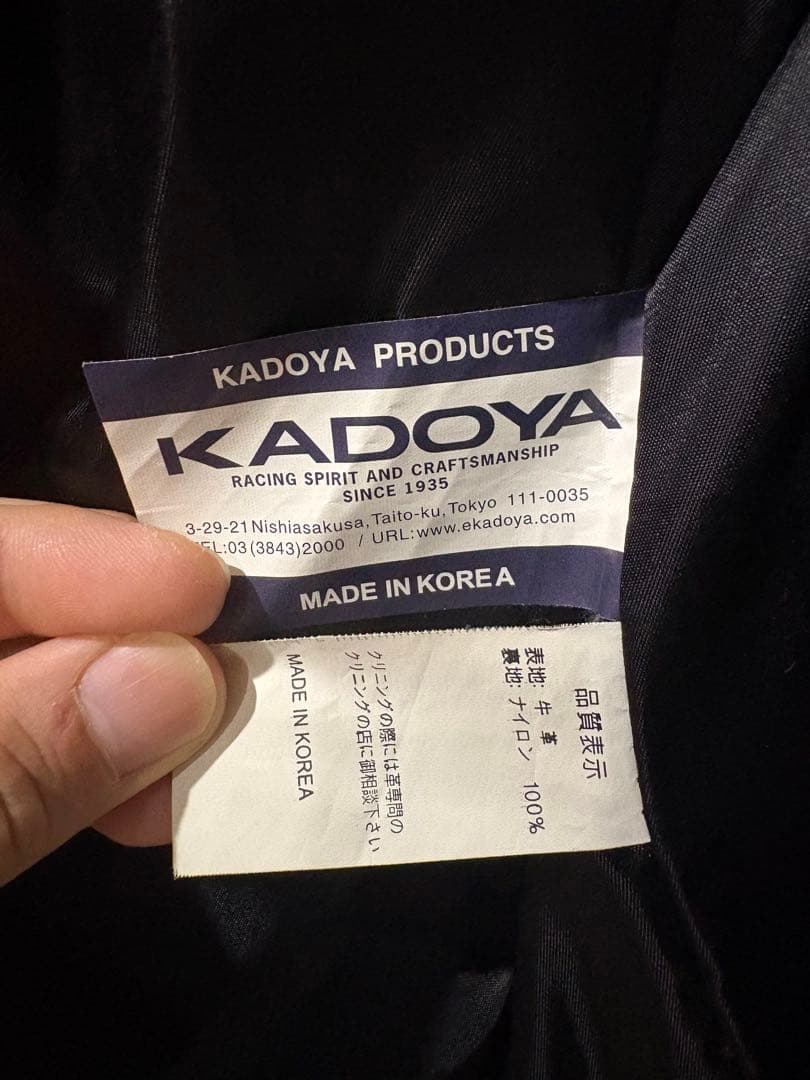 KADOYA PRODUCTS
KADOYA
RACING SPIRIT AND CRAFTSMANSHIP
SINCE 1935
3-29-21 Nishiasakusa, Taito-ku, Tokyo 111-0035
TEL:03(3843)2000 / URL:www.ekadoya.com
MADE IN KOREA
品質表示
表地: 牛 革
裏地: ナイロン 100%
クリニングの際には革専門の
クリニングの店に御相談下さい
MADE IN KOREA